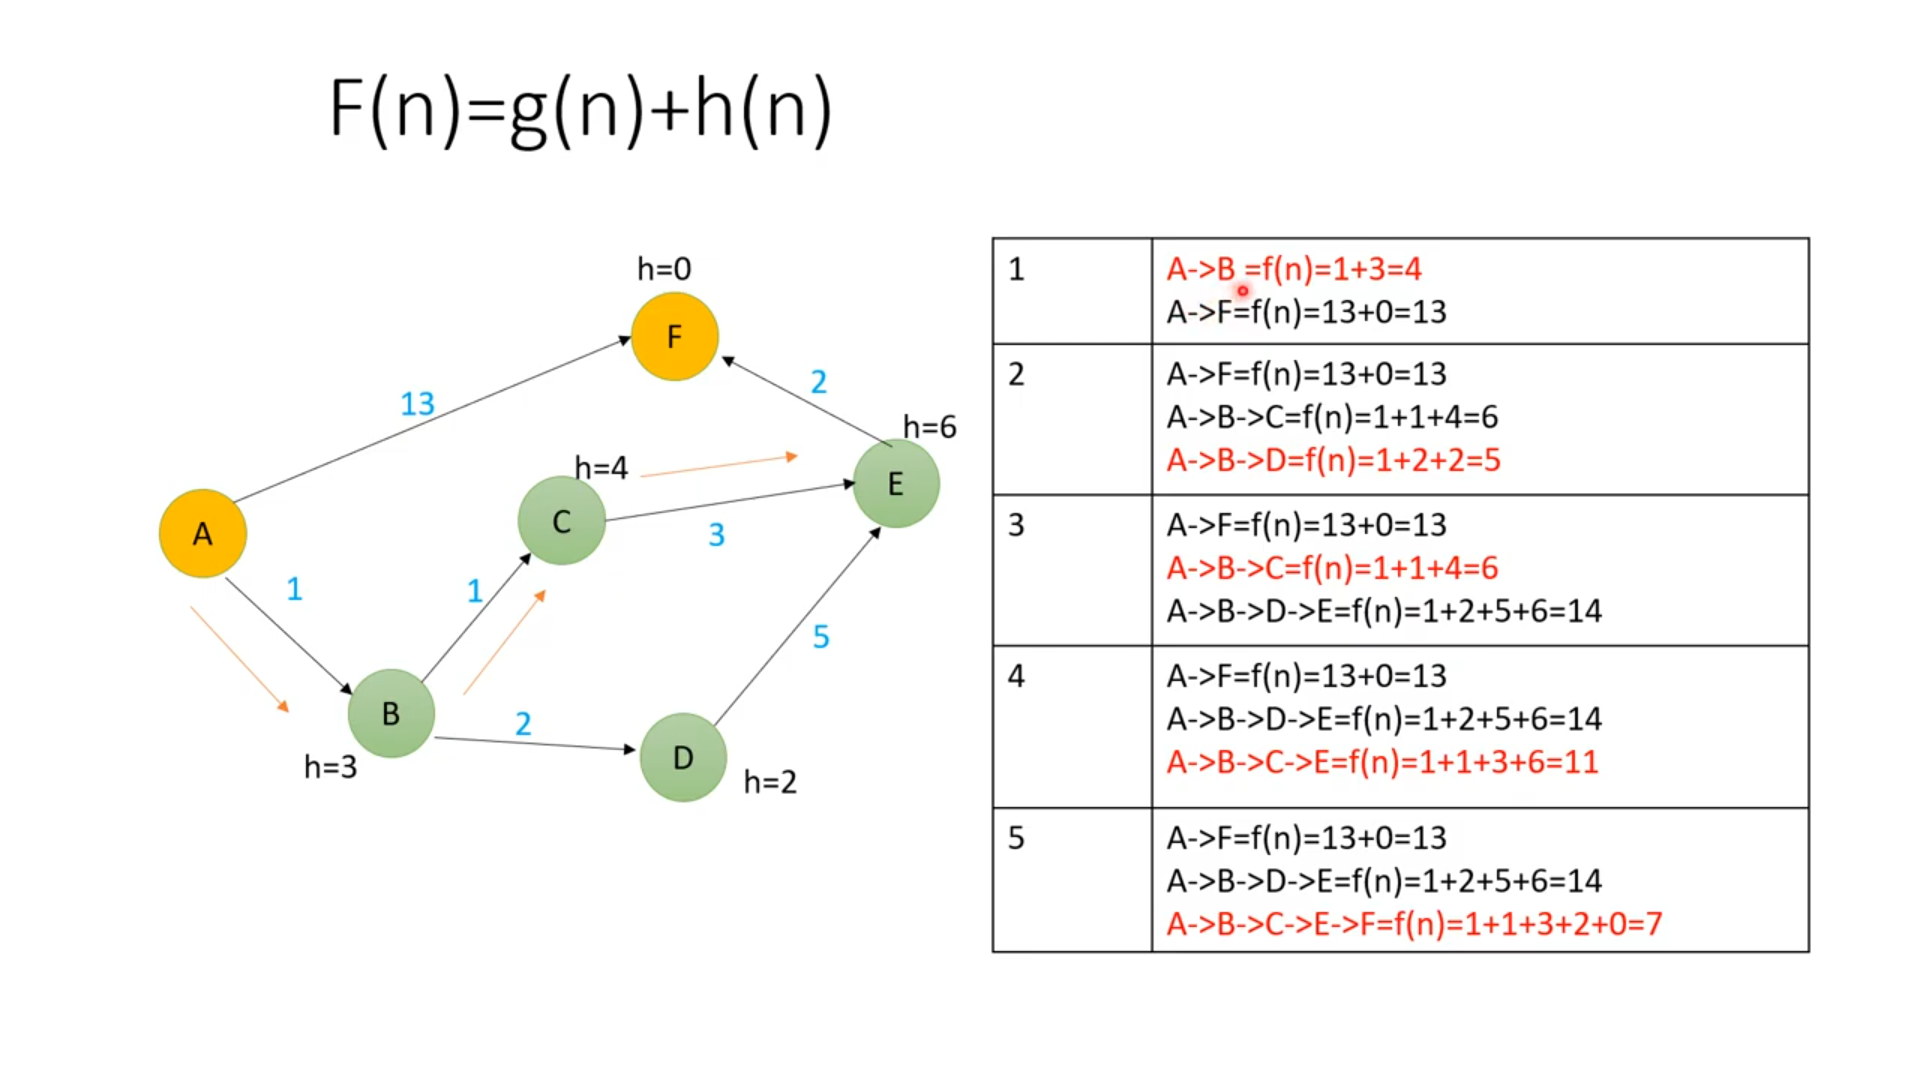 F(n)=g(n)+h(n)
h=0
F
13
2
h=6
h=4
E
C
A
3
1
1
5
B
2
D
h=3
h=2
1
A->B =f(n)=1+3=4
A->F=f(n)=13+0=13
2
A->F=f(n)=13+0=13
A->B->C=f(n)=1+1+4=6
A->B->D=f(n)=1+2+2=5
3
A->F=f(n)=13+0=13
A->B->C=f(n)=1+1+4=6
A->B->D->E=f(n)=1+2+5+6=14
4
A->F=f(n)=13+0=13
A->B->D->E=f(n)=1+2+5+6=14
A->B->C->E=f(n)=1+1+3+6=11
5
A->F=f(n)=13+0=13
A->B->D->E=f(n)=1+2+5+6=14
A->B->C->E->F=f(n)=1+1+3+2+0=7